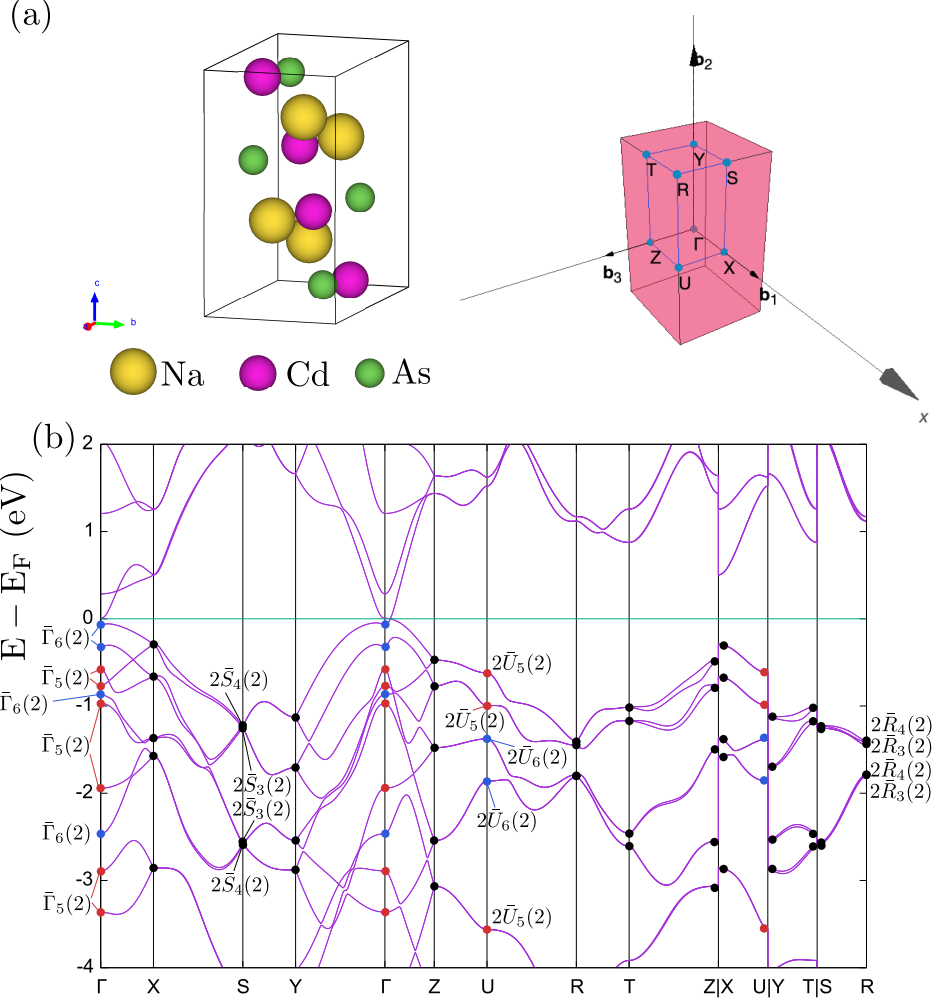 (a)
c
a
b
Na
Cd
As
b₂
Y
T
S
R
Γ
Z
X
U
b₃
b₁
x
(b)
E − E_F (eV)
2
1
0
-1
-2
-3
-4
Γ̄₆(2)
Γ̄₅(2)
Γ̄₆(2)
Γ̄₅(2)
Γ̄₆(2)
Γ̄₅(2)
2S̄₄(2)
2S̄₃(2)
2S̄₃(2)
2S̄₄(2)
2Ū₅(2)
2Ū₅(2)
2Ū₆(2)
2Ū₆(2)
2Ū₅(2)
2R̄₄(2)
2R̄₃(2)
2R̄₄(2)
2R̄₃(2)
Γ X S Y Γ Z U R T Z|X U|Y T|S R